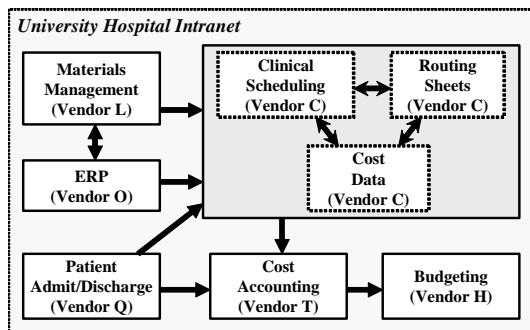 University Hospital Intranet
Materials
Management
(Vendor L)
Clinical
Scheduling
(Vendor C)
Routing
Sheets
(Vendor C)
ERP
(Vendor O)
Cost
Data
(Vendor C)
Patient
Admit/Discharge
(Vendor Q)
Cost
Accounting
(Vendor T)
Budgeting
(Vendor H)